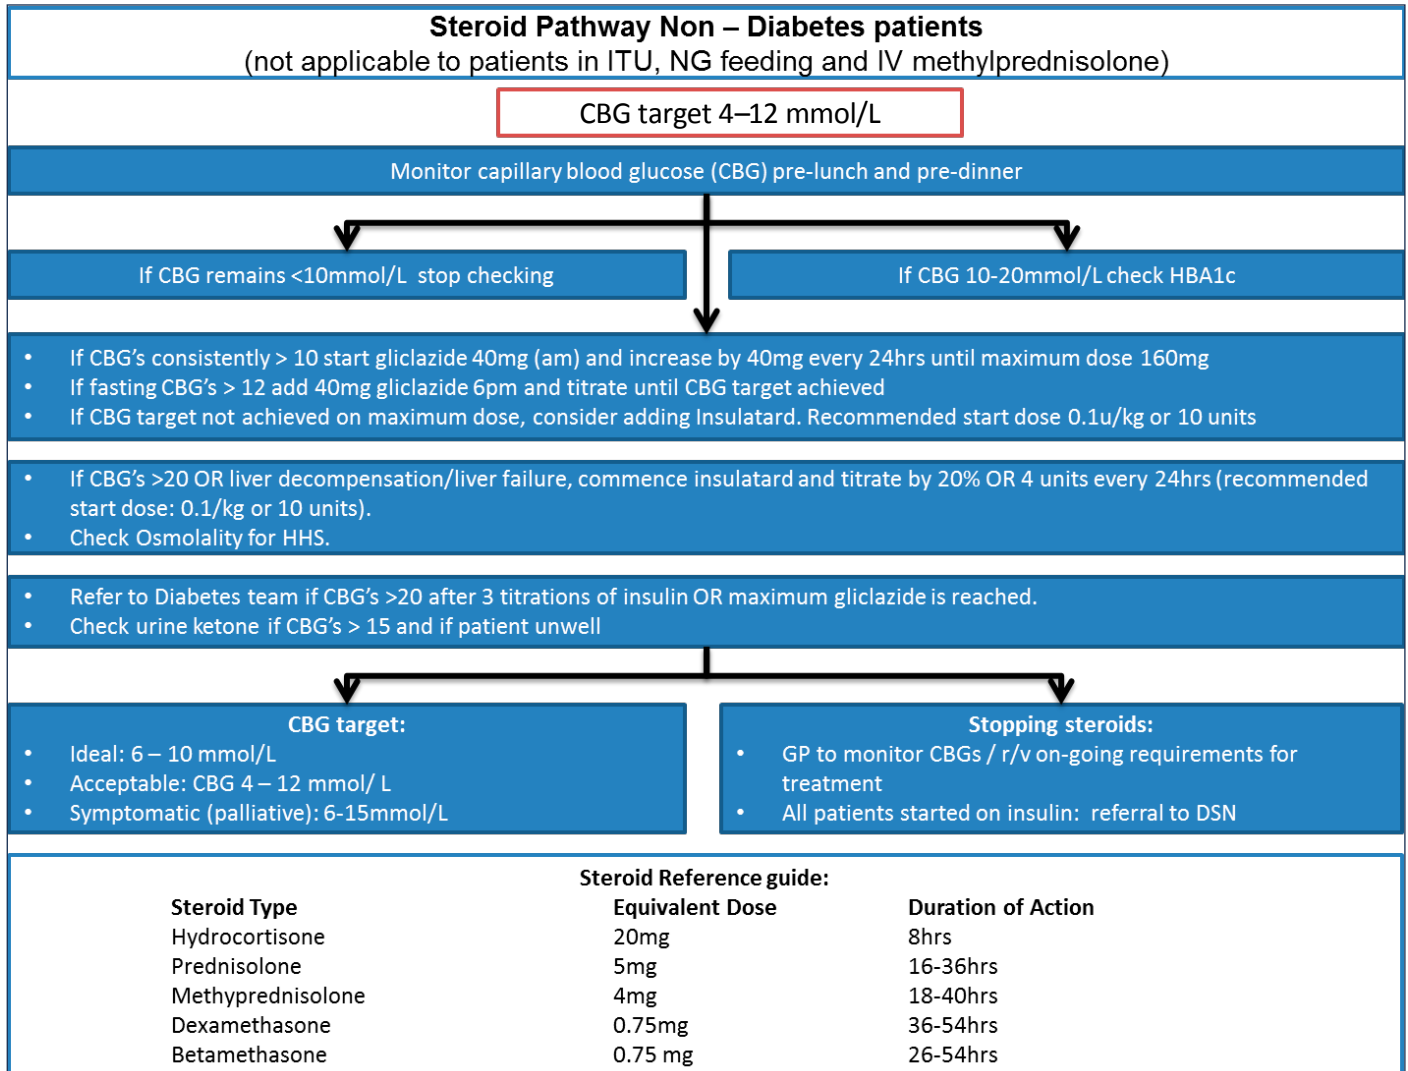 Steroid Pathway Non – Diabetes patients
(not applicable to patients in ITU, NG feeding and IV methylprednisolone)
CBG target 4–12 mmol/L
Monitor capillary blood glucose (CBG) pre-lunch and pre-dinner
If CBG remains <10mmol/L stop checking
If CBG 10-20mmol/L check HBA1c
• If CBG’s consistently > 10 start gliclazide 40mg (am) and increase by 40mg every 24hrs until maximum dose 160mg
• If fasting CBG’s > 12 add 40mg gliclazide 6pm and titrate until CBG target achieved
• If CBG target not achieved on maximum dose, consider adding Insulatard. Recommended start dose 0.1u/kg or 10 units
• If CBG’s >20 OR liver decompensation/liver failure, commence insulatard and titrate by 20% OR 4 units every 24hrs (recommended
start dose: 0.1/kg or 10 units).
• Check Osmolality for HHS.
• Refer to Diabetes team if CBG’s >20 after 3 titrations of insulin OR maximum gliclazide is reached.
• Check urine ketone if CBG’s > 15 and if patient unwell
CBG target:
• Ideal: 6 – 10 mmol/L
• Acceptable: CBG 4 – 12 mmol/ L
• Symptomatic (palliative): 6-15mmol/L
Stopping steroids:
• GP to monitor CBGs / r/v on-going requirements for
treatment
• All patients started on insulin: referral to DSN
Steroid Reference guide:
Steroid Type Equivalent Dose Duration of Action
Hydrocortisone 20mg 8hrs
Prednisolone 5mg 16-36hrs
Methyprednisolone 4mg 18-40hrs
Dexamethasone 0.75mg 36-54hrs
Betamethasone 0.75 mg 26-54hrs